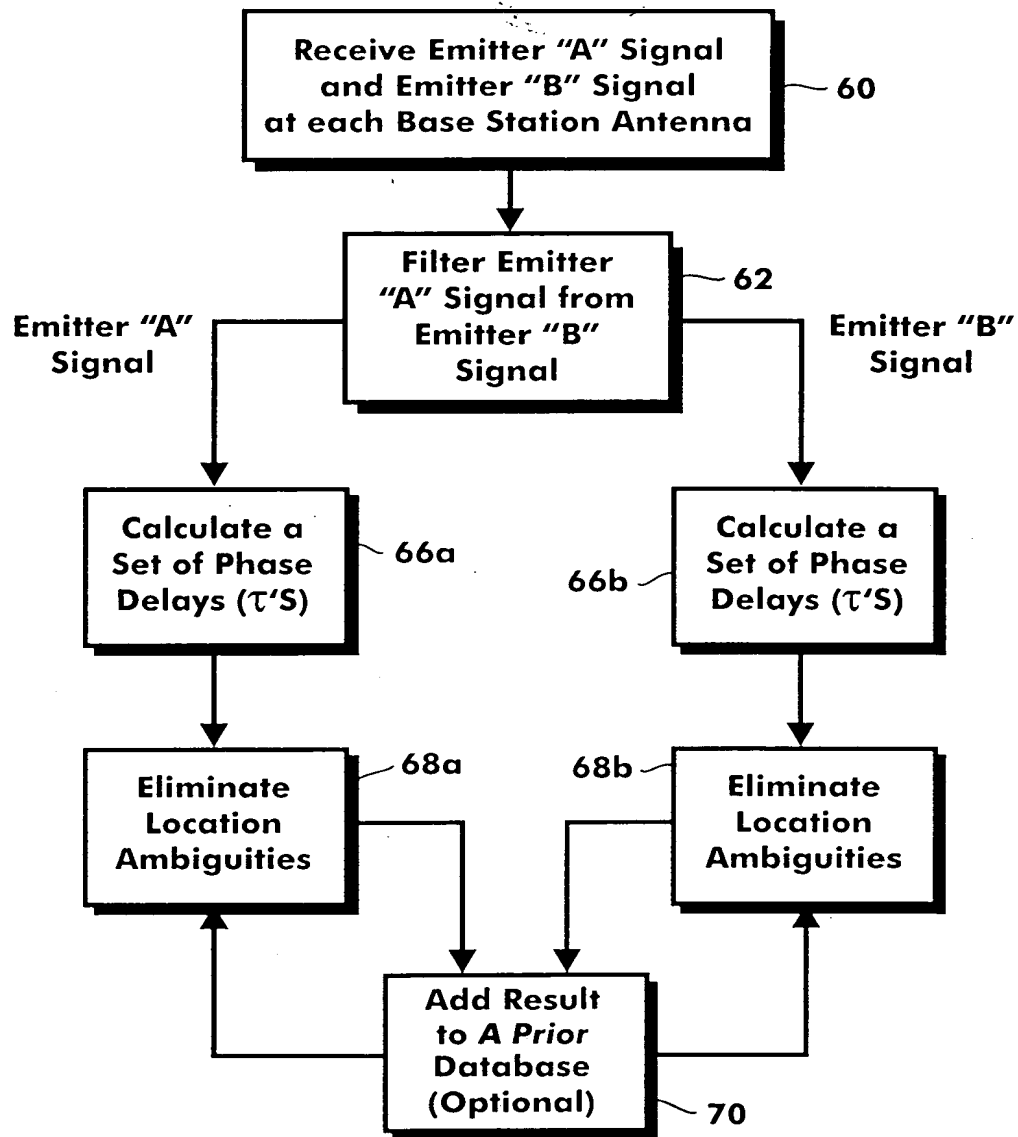 Receive Emitter “A” Signal
and Emitter “B” Signal
at each Base Station Antenna
60
Filter Emitter
“A” Signal from
Emitter “B”
Signal
62
Emitter “A”
Signal
Emitter “B”
Signal
Calculate a
Set of Phase
Delays (τ‘S)
66a
Calculate a
Set of Phase
Delays (τ‘S)
66b
Eliminate
Location
Ambiguities
68a
Eliminate
Location
Ambiguities
68b
Add Result
to A Prior
Database
(Optional)
70